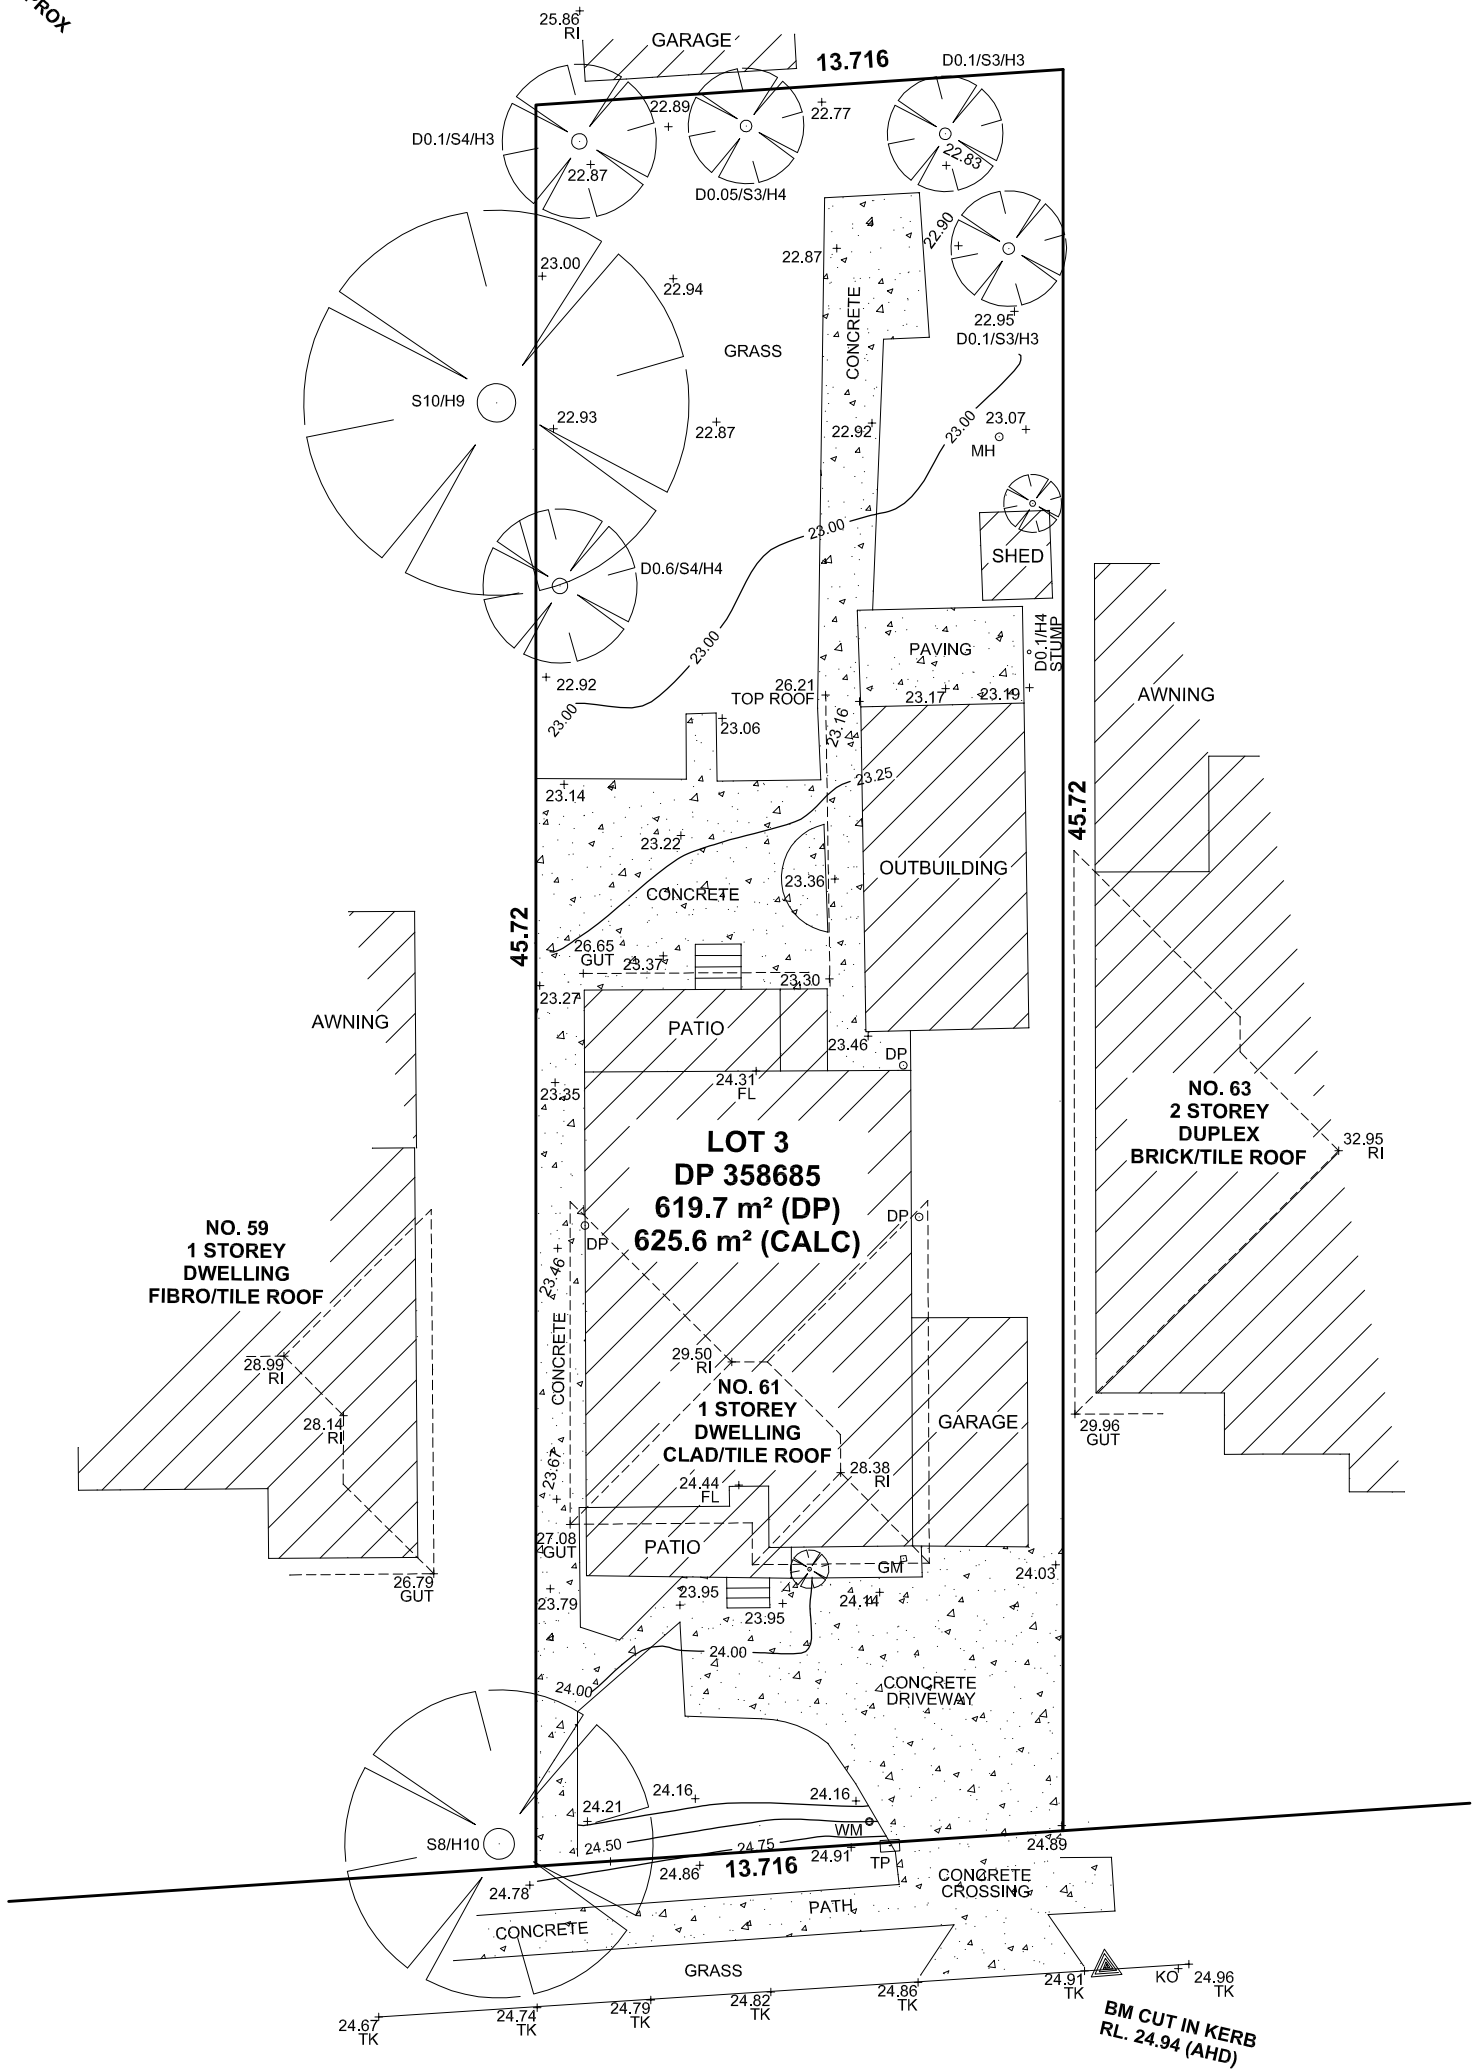 25.86
RI
GARAGE
13.716
D0.1/S3/H3
22.89
22.77
D0.1/S4/H3
22.83
22.87
D0.05/S3/H4
22.90
22.87
23.00
22.94
CONCRETE
22.95
D0.1/S3/H3
GRASS
S10/H9
22.93
22.87
22.92
23.00
23.07
MH
23.00
SHED
D0.6/S4/H4
D0.1/H4
STUMP
23.00
PAVING
22.92
26.21
TOP ROOF
23.17
23.19
AWNING
23.00
23.06
23.16
23.25
23.14
45.72
23.22
23.36
OUTBUILDING
CONCRETE
45.72
26.65
GUT
23.37
23.30
23.27
AWNING
PATIO
23.46
DP
24.31
FL
23.35
NO. 63
2 STOREY
DUPLEX
BRICK/TILE ROOF
32.95
RI
LOT 3
DP 358685
619.7 m² (DP)
625.6 m² (CALC)
DP
DP
NO. 59
1 STOREY
DWELLING
FIBRO/TILE ROOF
23.46
CONCRETE
28.99
RI
29.50
RI
NO. 61
1 STOREY
DWELLING
CLAD/TILE ROOF
28.14
RI
GARAGE
29.96
GUT
23.67
24.44
FL
28.38
RI
27.08
GUT
PATIO
GM
24.03
26.79
GUT
23.79
23.95
23.95
24.14
24.00
24.00
CONCRETE
DRIVEWAY
24.16
24.16
24.21
WM
S8/H10
24.50
24.75
24.91
TP
24.89
24.86
13.716
24.78
CONCRETE
CROSSING
PATH
CONCRETE
GRASS
24.67
TK
24.74
TK
24.79
TK
24.82
TK
24.86
TK
24.91
TK
KO
24.96
TK
BM CUT IN KERB
RL. 24.94 (AHD)